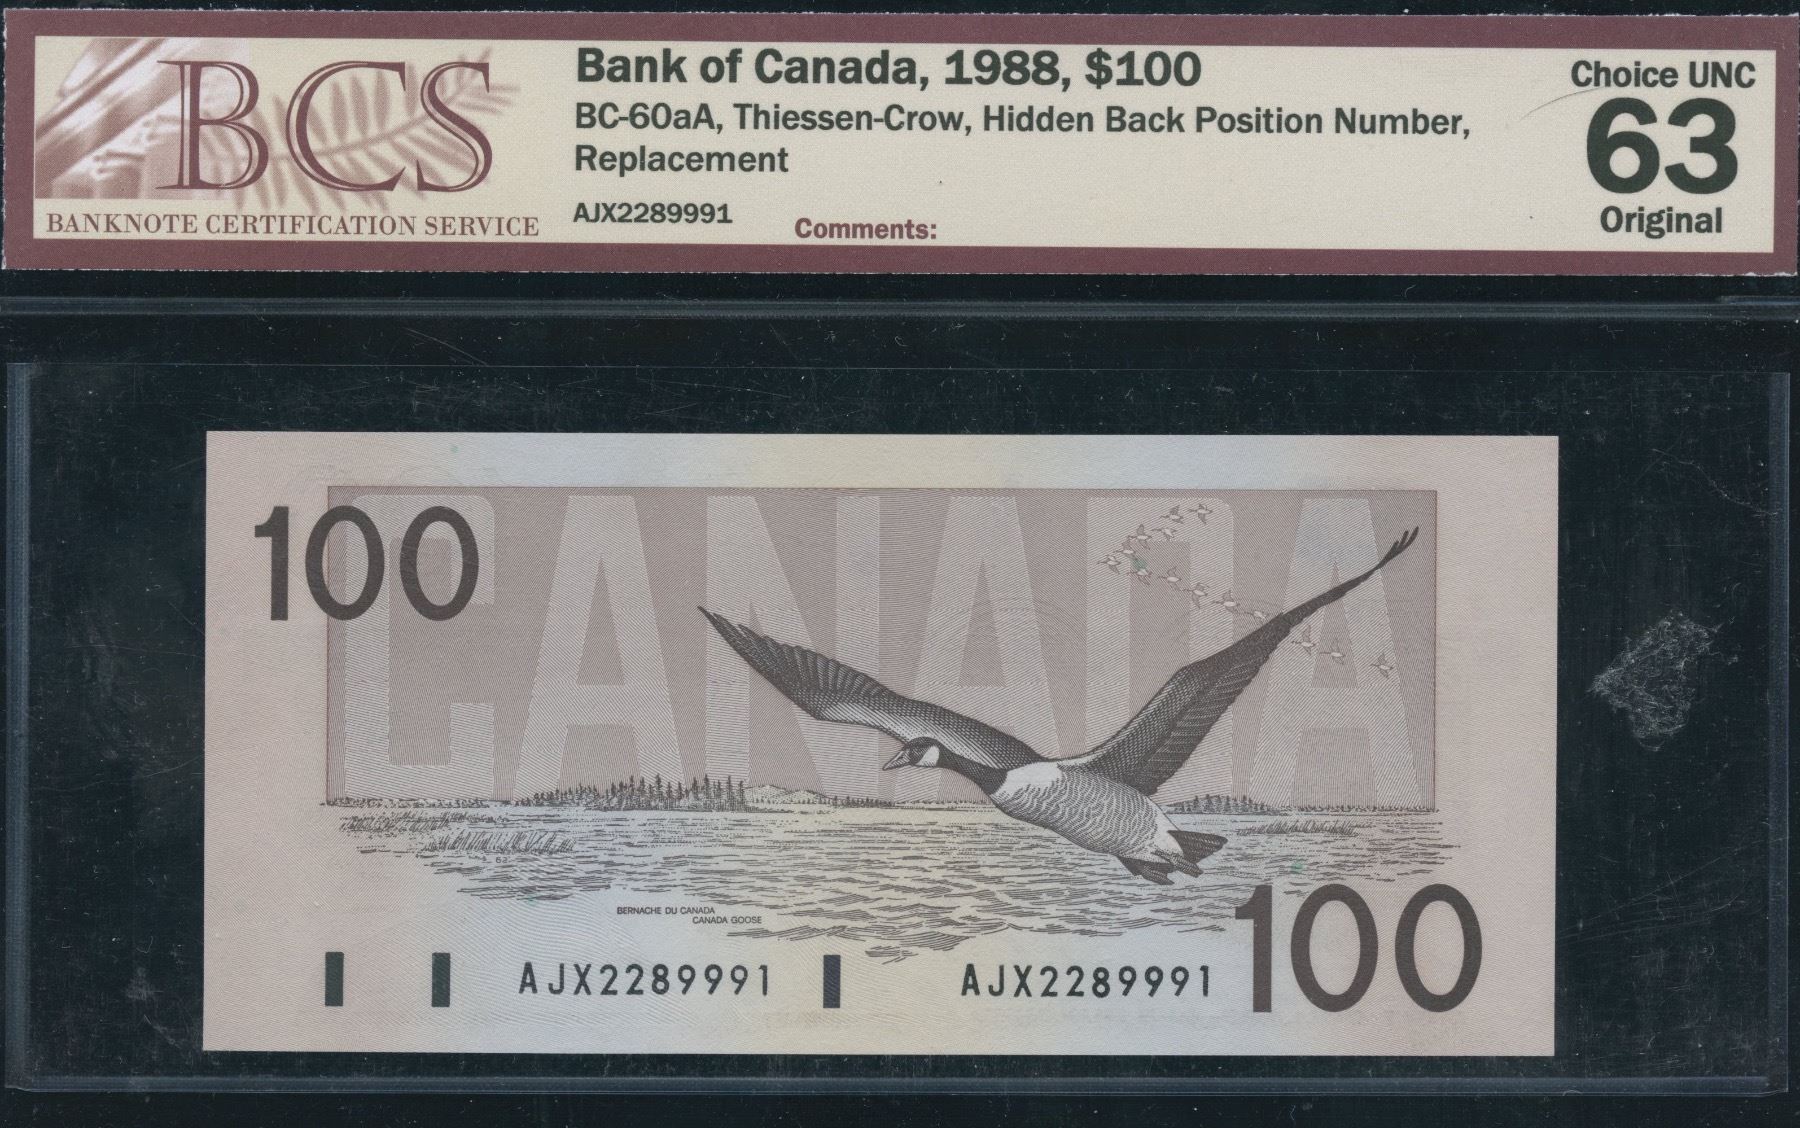 BCS
BANKNOTE CERTIFICATION SERVICE
Bank of Canada, 1988, $100
BC-60aA, Thiessen-Crow, Hidden Back Position Number,
Replacement
AJX2289991
Comments:
Choice UNC
63
Original
CANADA
100
62
BERNACHE DU CANADA
CANADA GOOSE
AJX2289991
AJX2289991
100